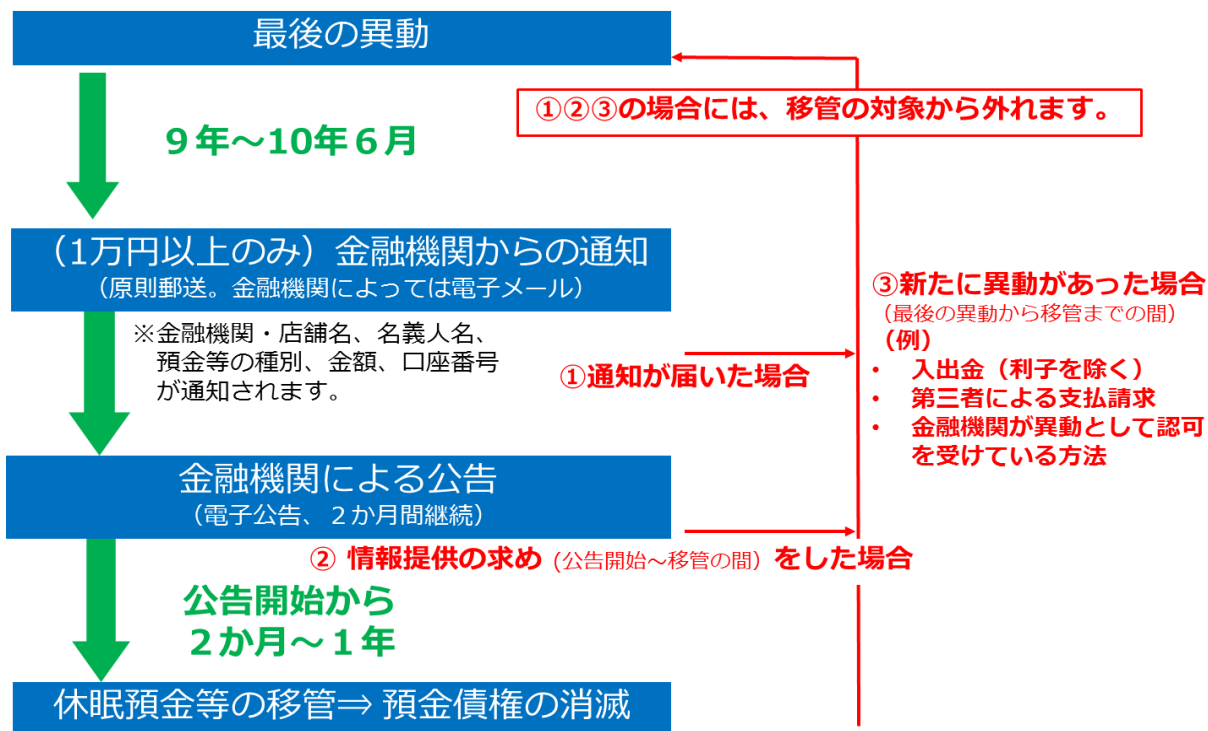 最後の異動
９年～10年６月
①②③の場合には、移管の対象から外れます。
（1万円以上のみ）金融機関からの通知
（原則郵送。金融機関によっては電子メール）
※金融機関・店舗名、名義人名、
預金等の種別、金額、口座番号
が通知されます。
①通知が届いた場合
③新たに異動があった場合
（最後の異動から移管までの間）
（例）
• 入出金（利子を除く）
• 第三者による支払請求
• 金融機関が異動として認可
を受けている方法
金融機関による公告
（電子公告、２か月間継続）
② 情報提供の求め（公告開始～移管の間）をした場合
公告開始から
２か月～１年
休眠預金等の移管⇒ 預金債権の消滅